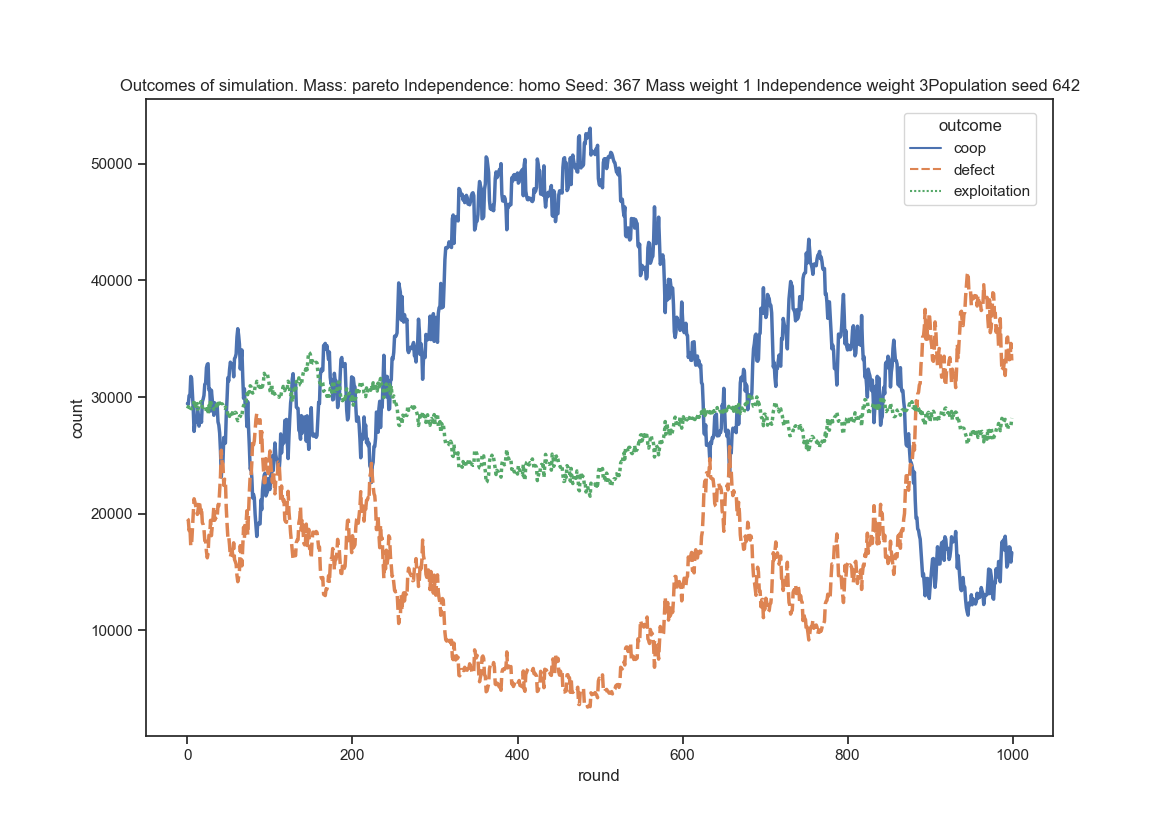 Outcomes of simulation. Mass: pareto Independence: homo Seed: 367 Mass weight 1 Independence weight 3Population seed 642
outcome
coop
defect
exploitation
50000
40000
30000
20000
10000
count
0 200 400 600 800 1000
round